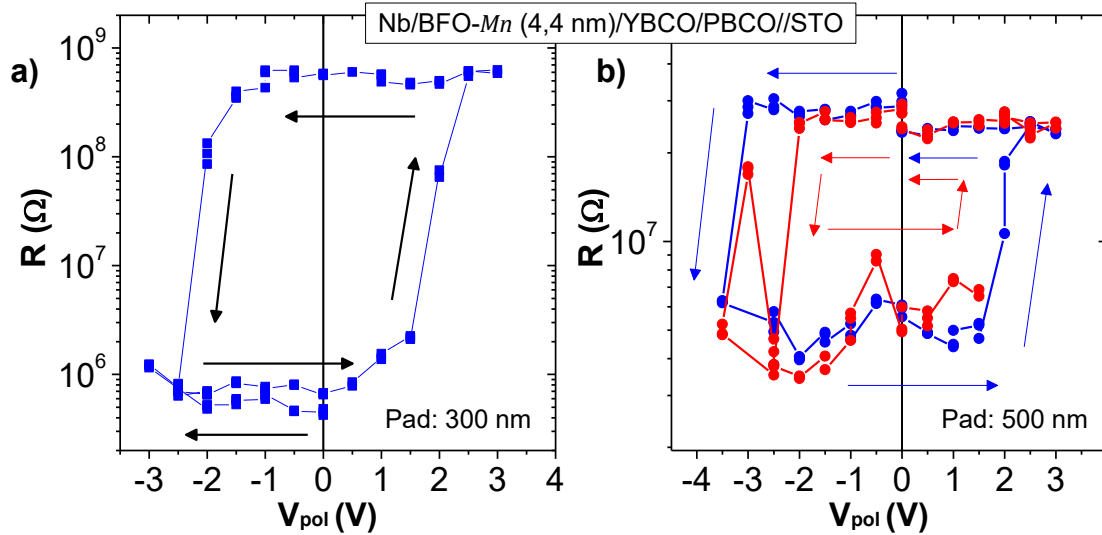 Nb/BFO-Mn (4,4 nm)/YBCO/PBCO//STO
a)
R (Ω)
10⁹
10⁸
10⁷
10⁶
Pad: 300 nm
-3 -2 -1 0 1 2 3 4
Vpol (V)
b)
R (Ω)
10⁷
Pad: 500 nm
-4 -3 -2 -1 0 1 2 3 4
Vpol (V)